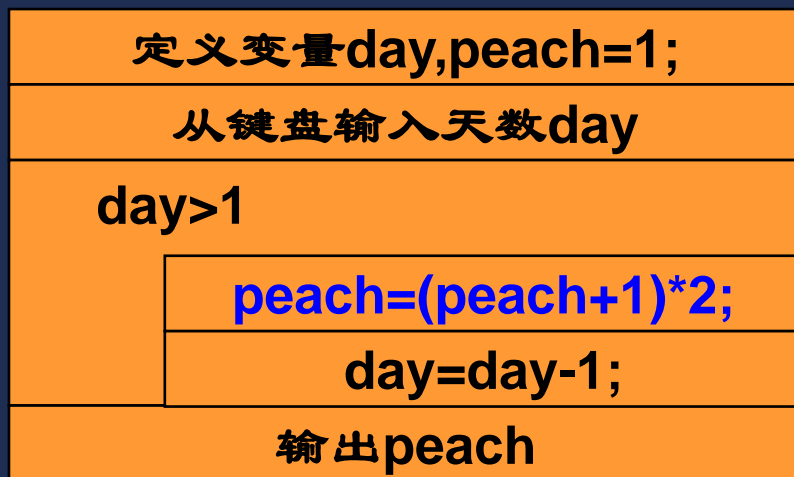 定义变量day,peach=1;
从键盘输入天数day
day>1
peach=(peach+1)*2;
day=day-1;
输出peach